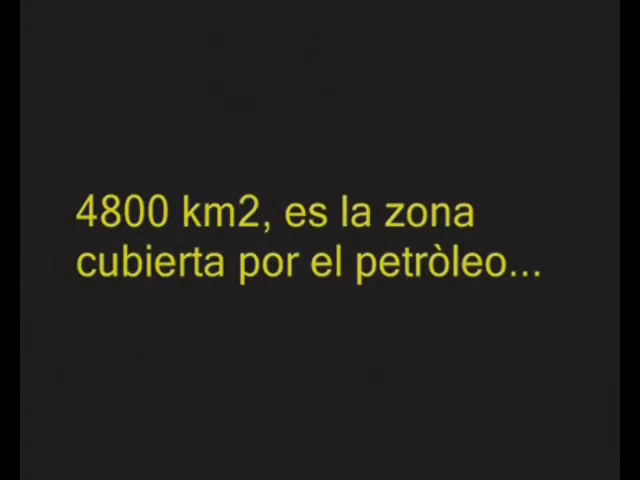 4800 km2, es la zona
cubierta por el petròleo...